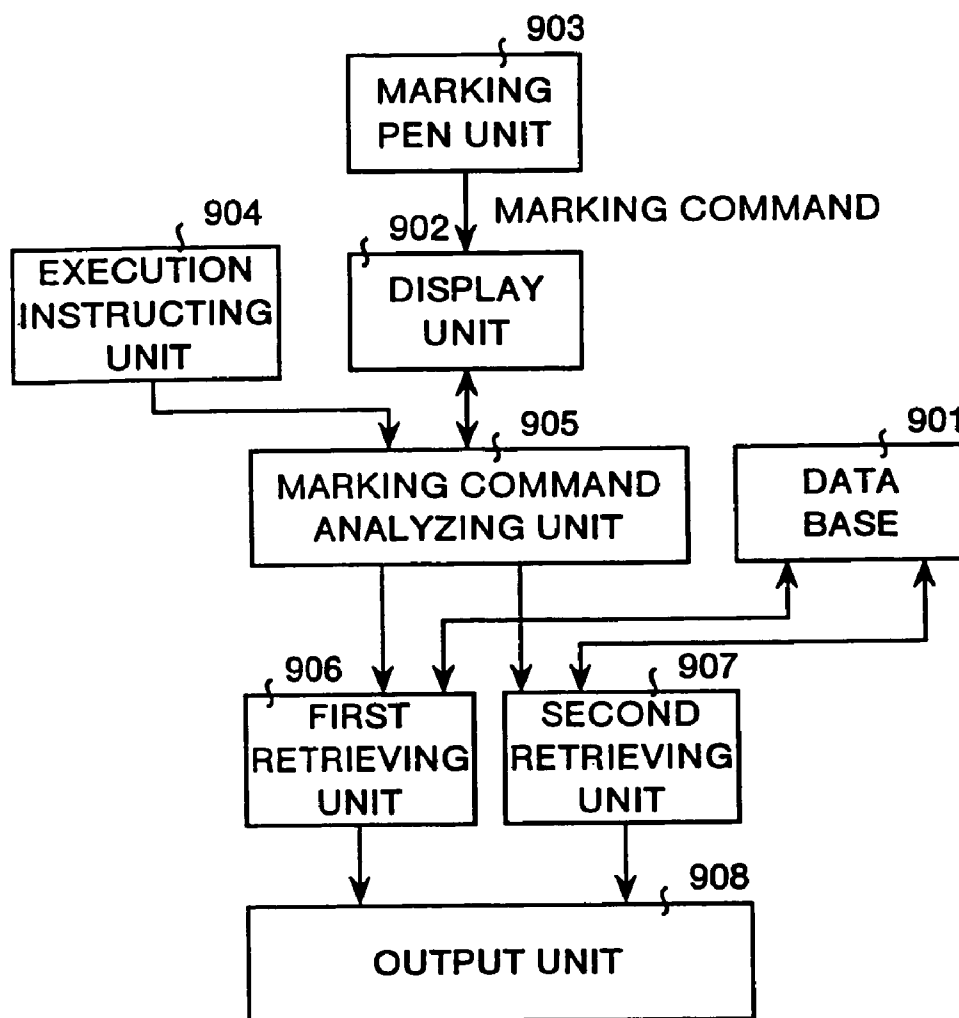 903
MARKING
PEN UNIT
MARKING COMMAND
904
EXECUTION
INSTRUCTING
UNIT
902
DISPLAY
UNIT
905
MARKING COMMAND
ANALYZING UNIT
901
DATA
BASE
906
FIRST
RETRIEVING
UNIT
907
SECOND
RETRIEVING
UNIT
908
OUTPUT UNIT